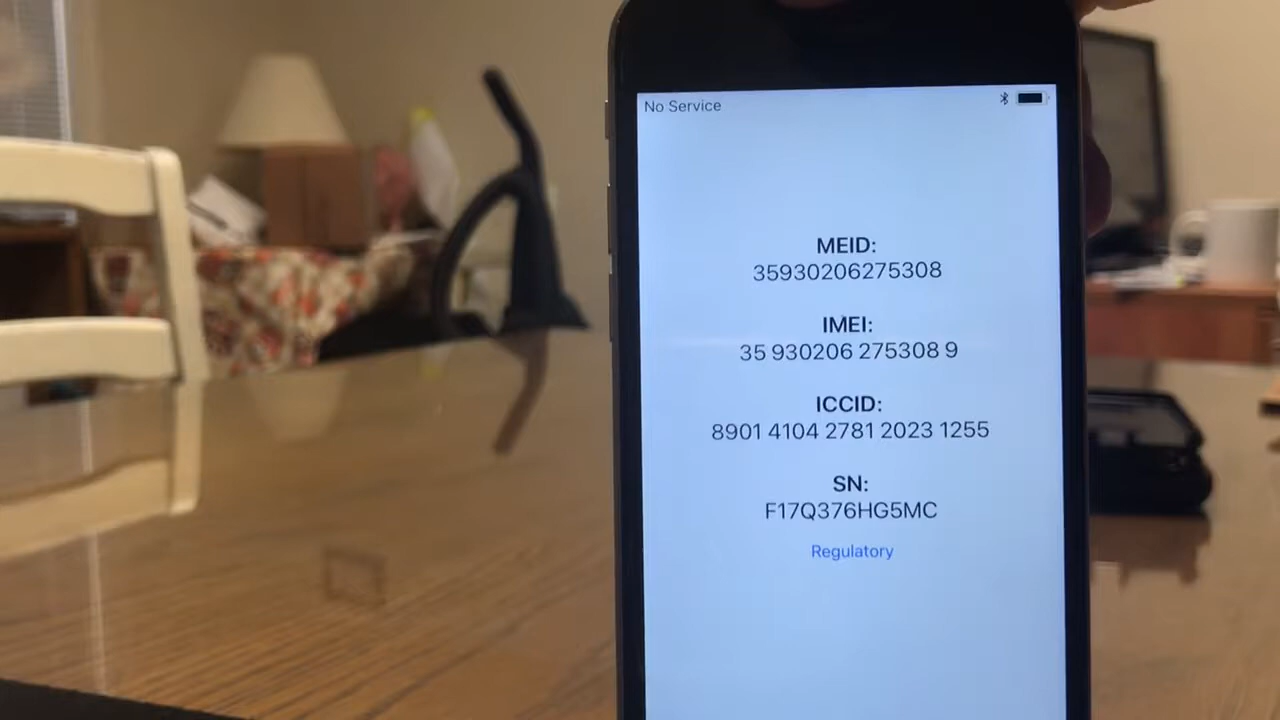 No Service
MEID:
35930206275308
IMEI:
35 930206 275308 9
ICCID:
8901 4104 2781 2023 1255
SN:
F17Q376HG5MC
Regulatory